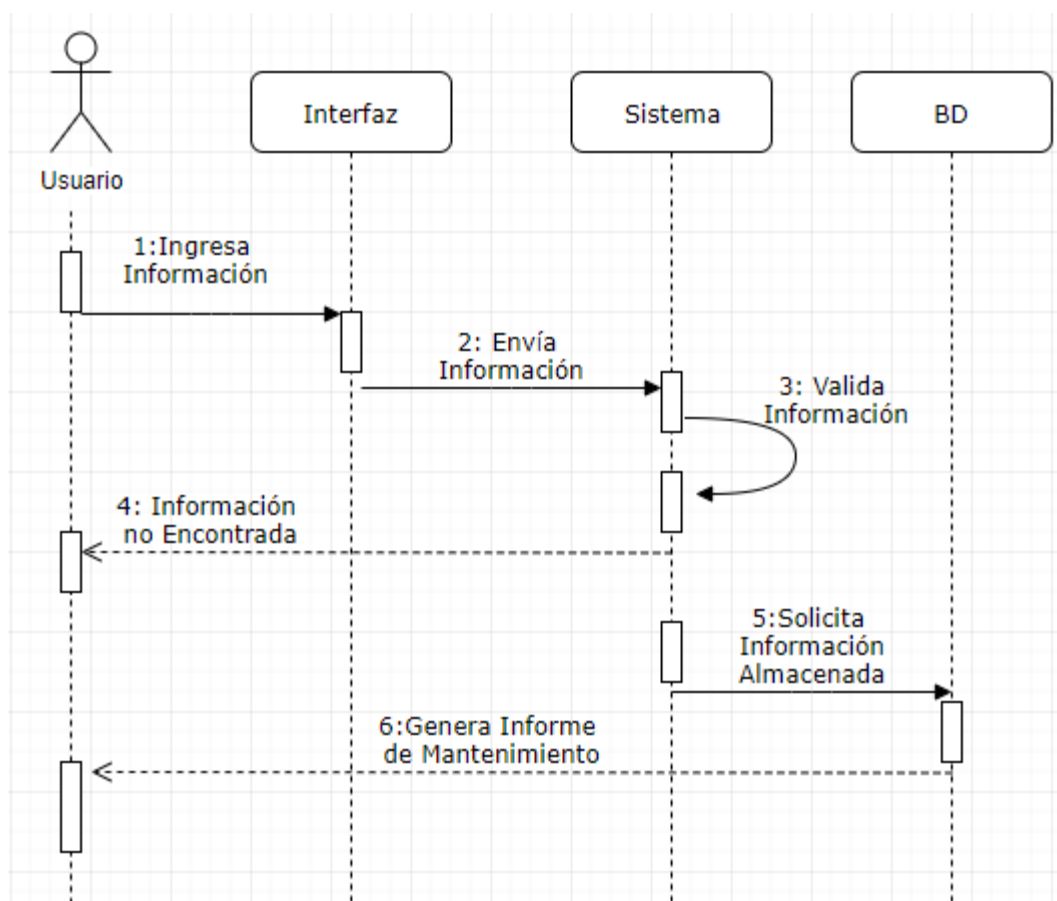 Interfaz
Sistema
BD
Usuario
1:Ingresa
Información
2: Envía
Información
3: Valida
Información
4: Información
no Encontrada
5:Solicita
Información
Almacenada
6:Genera Informe
de Mantenimiento